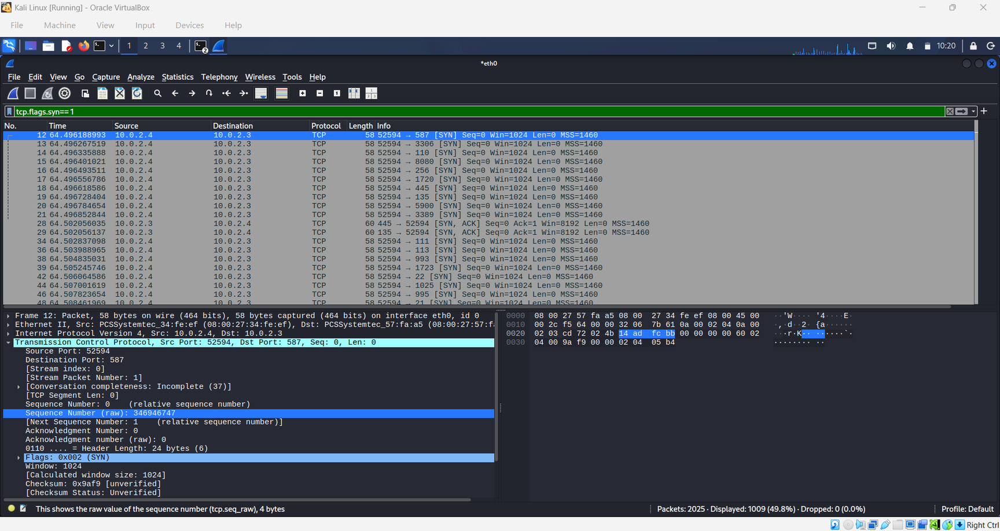 Kali Linux [Running] - Oracle VirtualBox
File Machine View Input Devices Help
1 2 3 4 2 10:20
*eth0
File Edit View Go Capture Analyze Statistics Telephony Wireless Tools Help
tcp.flags.syn==1
No. Time Source Destination Protocol Length Info
12 64.496188993 10.0.2.4 10.0.2.3 TCP 58 52594 → 587 [SYN] Seq=0 Win=1024 Len=0 MSS=1460
13 64.496267519 10.0.2.4 10.0.2.3 TCP 58 52594 → 3306 [SYN] Seq=0 Win=1024 Len=0 MSS=1460
14 64.496335888 10.0.2.4 10.0.2.3 TCP 58 52594 → 110 [SYN] Seq=0 Win=1024 Len=0 MSS=1460
15 64.496401021 10.0.2.4 10.0.2.3 TCP 58 52594 → 8080 [SYN] Seq=0 Win=1024 Len=0 MSS=1460
16 64.496493511 10.0.2.4 10.0.2.3 TCP 58 52594 → 256 [SYN] Seq=0 Win=1024 Len=0 MSS=1460
17 64.496556786 10.0.2.4 10.0.2.3 TCP 58 52594 → 1720 [SYN] Seq=0 Win=1024 Len=0 MSS=1460
18 64.496618586 10.0.2.4 10.0.2.3 TCP 58 52594 → 445 [SYN] Seq=0 Win=1024 Len=0 MSS=1460
19 64.496728404 10.0.2.4 10.0.2.3 TCP 58 52594 → 135 [SYN] Seq=0 Win=1024 Len=0 MSS=1460
20 64.496784654 10.0.2.4 10.0.2.3 TCP 58 52594 → 5900 [SYN] Seq=0 Win=1024 Len=0 MSS=1460
21 64.496852844 10.0.2.4 10.0.2.3 TCP 58 52594 → 3389 [SYN] Seq=0 Win=1024 Len=0 MSS=1460
28 64.502056035 10.0.2.3 10.0.2.4 TCP 60 445 → 52594 [SYN, ACK] Seq=0 Ack=1 Win=8192 Len=0 MSS=1460
29 64.502056137 10.0.2.3 10.0.2.4 TCP 60 135 → 52594 [SYN, ACK] Seq=0 Ack=1 Win=8192 Len=0 MSS=1460
34 64.502837098 10.0.2.4 10.0.2.3 TCP 58 52594 → 111 [SYN] Seq=0 Win=1024 Len=0 MSS=1460
36 64.503988965 10.0.2.4 10.0.2.3 TCP 58 52594 → 113 [SYN] Seq=0 Win=1024 Len=0 MSS=1460
38 64.504835031 10.0.2.4 10.0.2.3 TCP 58 52594 → 993 [SYN] Seq=0 Win=1024 Len=0 MSS=1460
39 64.505245746 10.0.2.4 10.0.2.3 TCP 58 52594 → 1723 [SYN] Seq=0 Win=1024 Len=0 MSS=1460
42 64.506064586 10.0.2.4 10.0.2.3 TCP 58 52594 → 22 [SYN] Seq=0 Win=1024 Len=0 MSS=1460
44 64.507001619 10.0.2.4 10.0.2.3 TCP 58 52594 → 1025 [SYN] Seq=0 Win=1024 Len=0 MSS=1460
46 64.507823654 10.0.2.4 10.0.2.3 TCP 58 52594 → 995 [SYN] Seq=0 Win=1024 Len=0 MSS=1460
48 64.508461969 10.0.2.4 10.0.2.3 TCP 58 52594 → 21 [SYN] Seq=0 Win=1024 Len=0 MSS=1460
Frame 12: Packet, 58 bytes on wire (464 bits), 58 bytes captured (464 bits) on interface eth0, id 0
Ethernet II, Src: PCSSystemtec_34:fe:ef (08:00:27:34:fe:ef), Dst: PCSSystemtec_57:fa:a5 (08:00:27:57:f
Internet Protocol Version 4, Src: 10.0.2.4, Dst: 10.0.2.3
Transmission Control Protocol, Src Port: 52594, Dst Port: 587, Seq: 0, Len: 0
Source Port: 52594
Destination Port: 587
[Stream index: 0]
[Stream Packet Number: 1]
[Conversation completeness: Incomplete (37)]
[TCP Segment Len: 0]
Sequence Number: 0 (relative sequence number)
Sequence Number (raw): 346946747
[Next Sequence Number: 1 (relative sequence number)]
Acknowledgment Number: 0
Acknowledgment number (raw): 0
0110 .... = Header Length: 24 bytes (6)
Flags: 0x002 (SYN)
Window: 1024
[Calculated window size: 1024]
Checksum: 0x9af9 [unverified]
[Checksum Status: Unverified]
0000 08 00 27 57 fa a5 08 00 27 34 fe ef 08 00 45 00 ··'W···· '4····E·
0010 00 2c f5 64 00 00 32 06 7b 61 0a 00 02 04 0a 00 ·,·d··2· {a······
0020 02 03 cd 72 02 4b 14 ad fc bb 00 00 00 00 60 02 ···r·K·· ······`·
0030 04 00 9a f9 00 00 02 04 05 b4 ········ ··
This shows the raw value of the sequence number (tcp.seq_raw), 4 bytes
Packets: 2025 · Displayed: 1009 (49.8%) · Dropped: 0 (0.0%)
Profile: Default
Right Ctrl